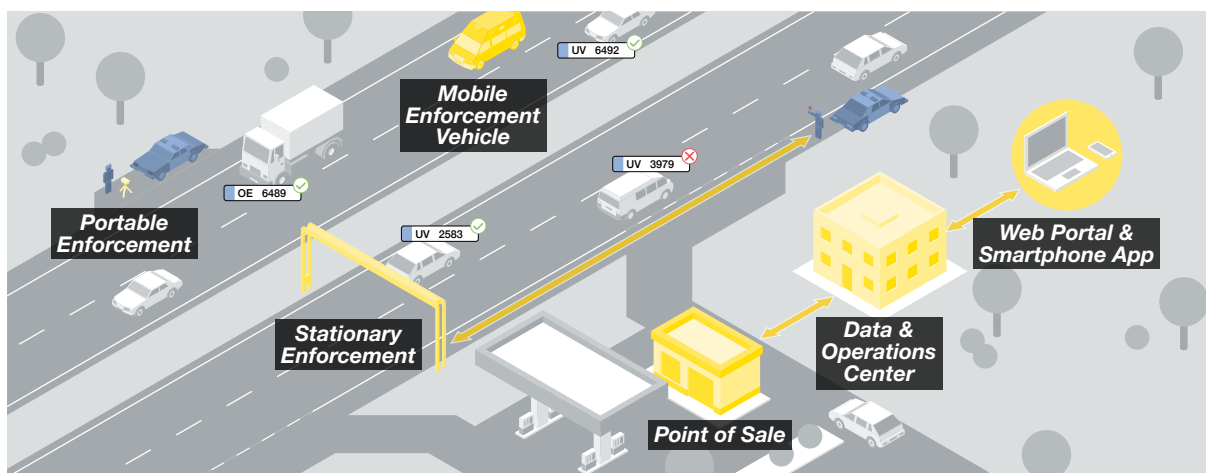 UV 6492
Mobile
Enforcement
Vehicle
UV 3979
OE 6489
Portable
Enforcement
UV 2583
Web Portal &
Smartphone App
Stationary
Enforcement
Data &
Operations
Center
Point of Sale